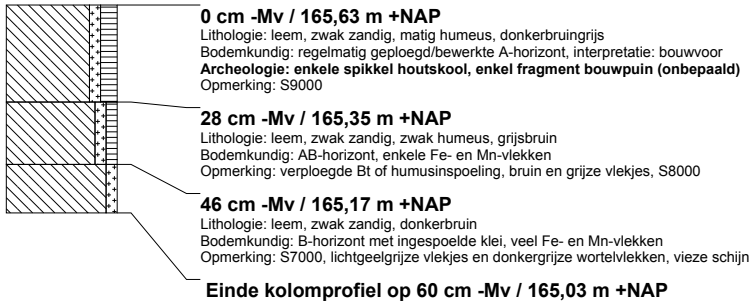 0 cm -Mv / 165,63 m +NAP
Lithologie: leem, zwak zandig, matig humeus, donkerbruingrijs
Bodemkundig: regelmatig geploegd/bewerkte A-horizont, interpretatie: bouwvoor
Archeologie: enkele spikkel houtskool, enkel fragment bouwpuin (onbepaald)
Opmerking: S9000
28 cm -Mv / 165,35 m +NAP
Lithologie: leem, zwak zandig, zwak humeus, grijsbruin
Bodemkundig: AB-horizont, enkele Fe- en Mn-vlekken
Opmerking: verploegde Bt of humusinspoeling, bruin en grijze vlekjes, S8000
46 cm -Mv / 165,17 m +NAP
Lithologie: leem, zwak zandig, donkerbruin
Bodemkundig: B-horizont met ingespoelde klei, veel Fe- en Mn-vlekken
Opmerking: S7000, lichtgeelgrijze vlekjes en donkergrijze wortelvlekken, vieze schijn
Einde kolomprofiel op 60 cm -Mv / 165,03 m +NAP